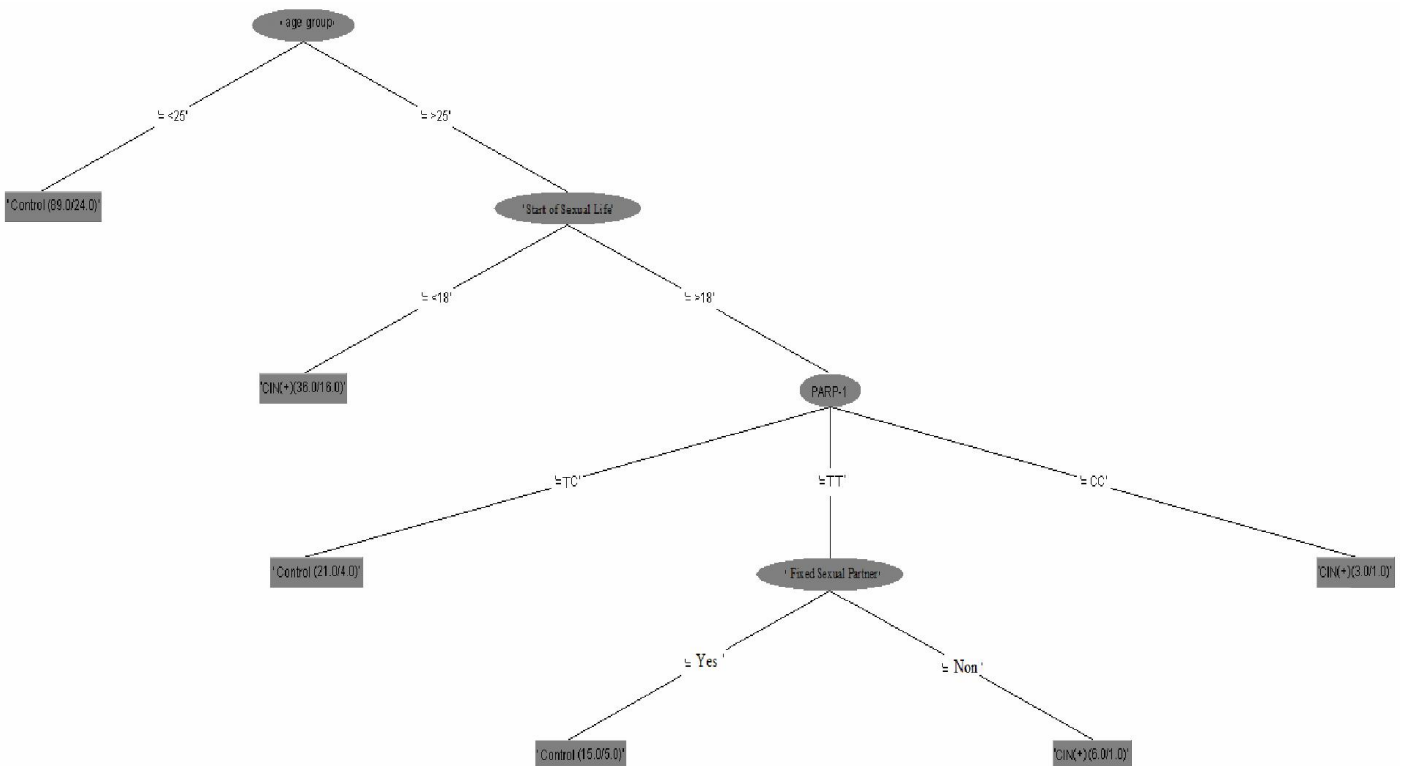 'age group'
'= <25'
'= >25'
'Control (89.0/24.0)'
'Start of Sexual Life'
'= <18'
'= >18'
'CIN(+)(36.0/16.0)'
PARP-1
'=TC'
'=TT'
'= CC'
'Control (21.0/4.0)'
' Fixed Sexual Partner'
'CIN(+)(3.0/1.0)'
'= Yes '
'= Non '
'Control (15.0/5.0)'
'CIN(+)(6.0/1.0)'